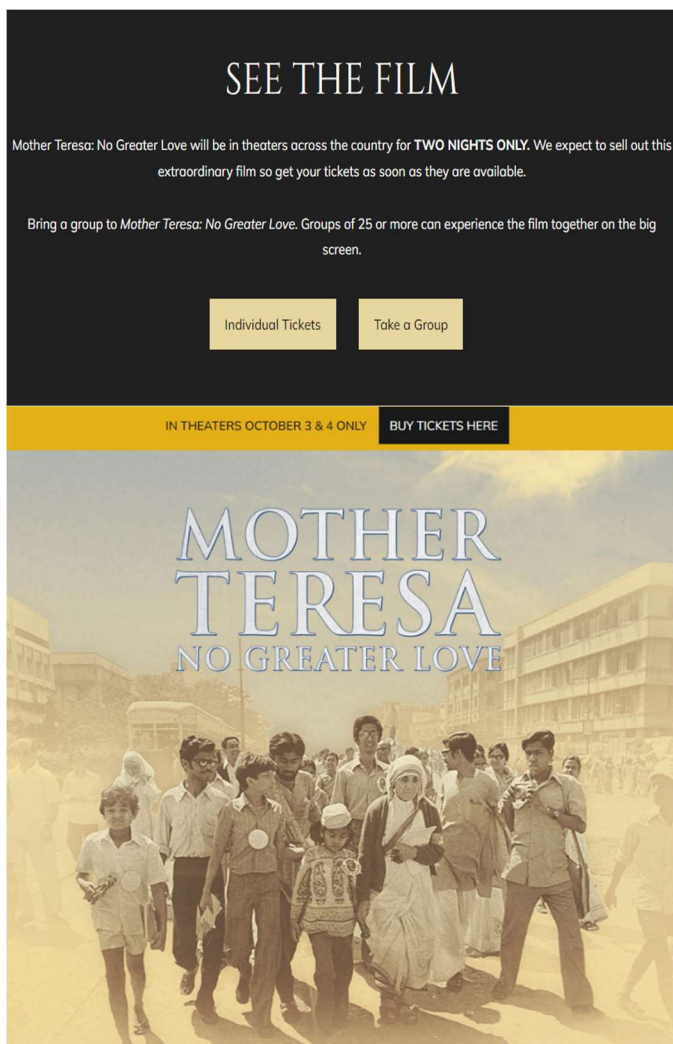 SEE THE FILM
Mother Teresa: No Greater Love will be in theaters across the country for TWO NIGHTS ONLY. We expect to sell out this
extraordinary film so get your tickets as soon as they are available.
Bring a group to Mother Teresa: No Greater Love. Groups of 25 or more can experience the film together on the big
screen.
Individual Tickets
Take a Group
IN THEATERS OCTOBER 3 & 4 ONLY
BUY TICKETS HERE
MOTHER
TERESA
NO GREATER LOVE